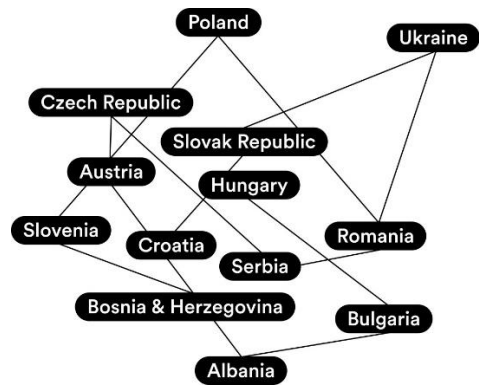 Poland
Ukraine
Czech Republic
Slovak Republic
Austria
Hungary
Slovenia
Croatia
Romania
Serbia
Bosnia & Herzegovina
Bulgaria
Albania